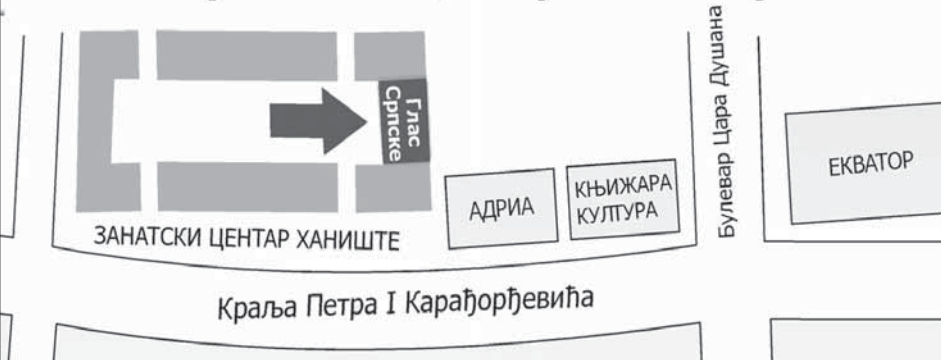 Глас
Српске
Булевар Цара Душана
ЕКВАТОР
АДРИА
КЊИЖАРА
КУЛТУРА
ЗАНАТСКИ ЦЕНТАР ХАНИШТЕ
Краља Петра I Карађорђевића